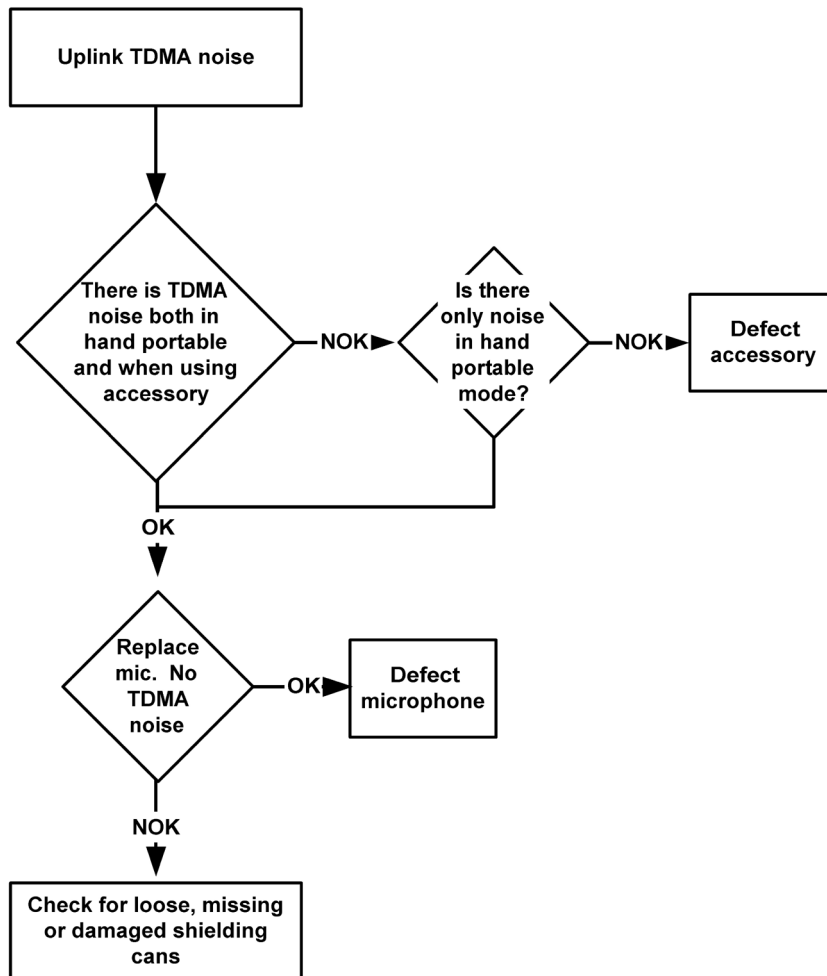 Uplink TDMA noise
There is TDMA
noise both in
hand portable
and when using
accessory
NOK
Is there
only noise
in hand
portable
mode?
NOK
Defect
accessory
OK
Replace
mic. No
TDMA
noise
OK
Defect
microphone
NOK
Check for loose, missing
or damaged shielding
cans